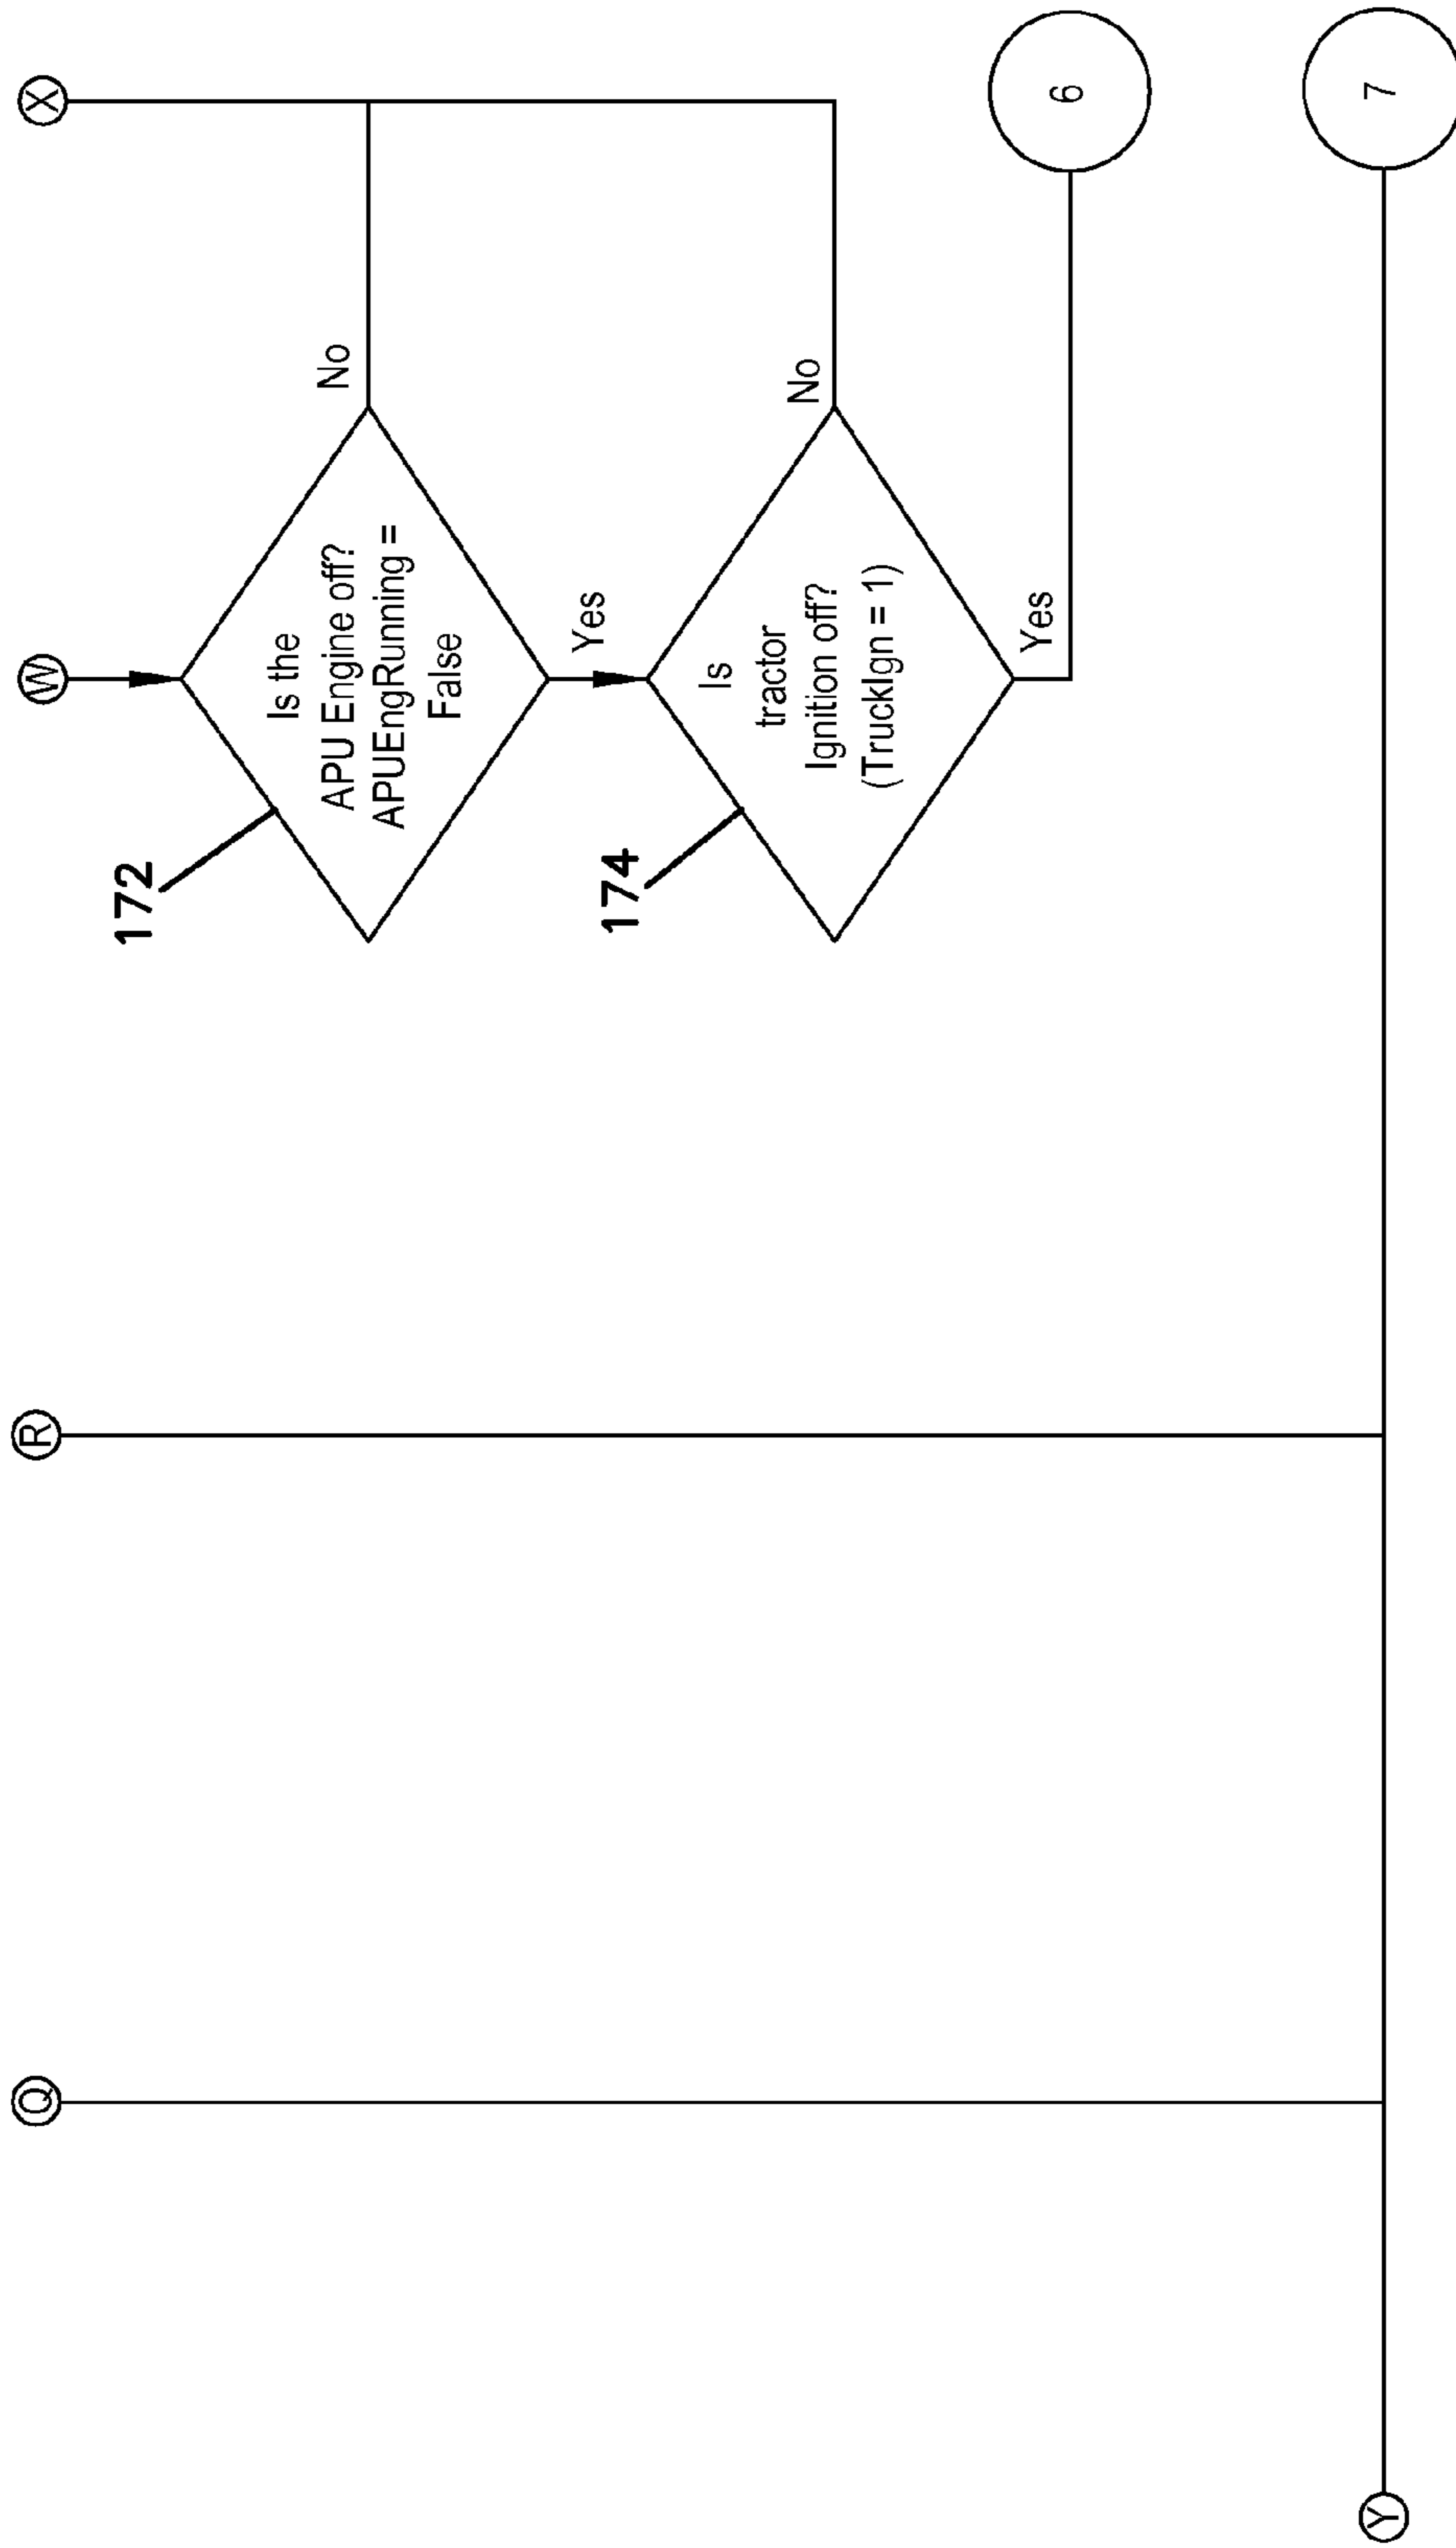 Q
R
W
X
172
Is the
APU Engine off?
APUEngRunning =
False
No
Yes
174
Is
tractor
Ignition off?
(TruckIgn = 1)
No
Yes
6
Y
7